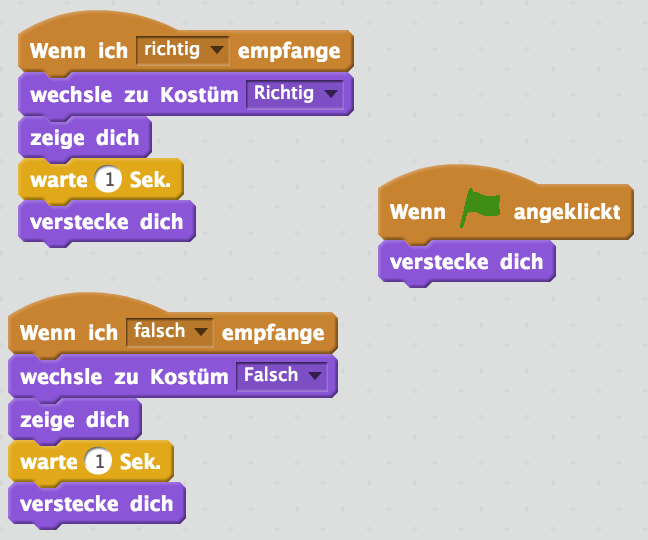 Wenn ich richtig empfange
wechsle zu Kostüm Richtig
zeige dich
warte 1 Sek.
verstecke dich
Wenn angeklickt
verstecke dich
Wenn ich falsch empfange
wechsle zu Kostüm Falsch
zeige dich
warte 1 Sek.
verstecke dich